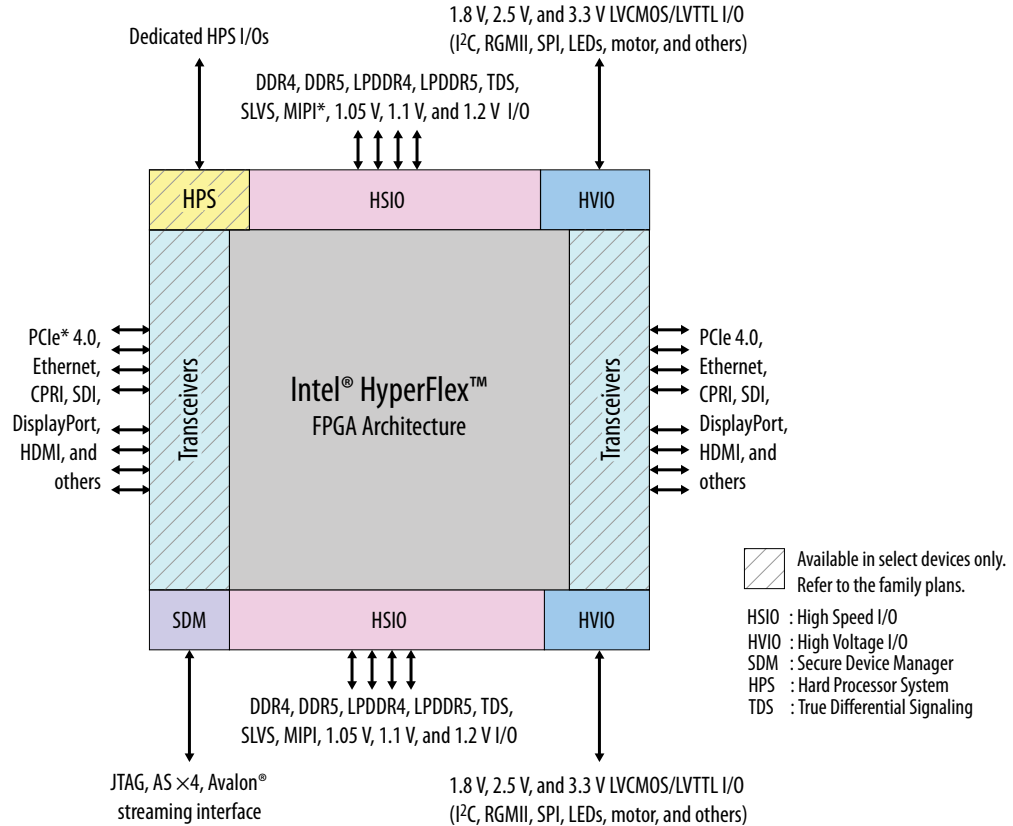 Dedicated HPS I/Os
1.8 V, 2.5 V, and 3.3 V LVCMOS/LVTTL I/O
(I²C, RGMII, SPI, LEDs, motor, and others)
DDR4, DDR5, LPDDR4, LPDDR5, TDS,
SLVS, MIPI*, 1.05 V, 1.1 V, and 1.2 V I/O
HPS
HSIO
HVIO
PCIe* 4.0,
Ethernet,
CPRI, SDI,
DisplayPort,
HDMI, and
others
Transceivers
Intel® HyperFlex™
FPGA Architecture
Transceivers
PCIe 4.0,
Ethernet,
CPRI, SDI,
DisplayPort,
HDMI, and
others
SDM
HSIO
HVIO
Available in select devices only.
Refer to the family plans.
HSIO : High Speed I/O
HVIO : High Voltage I/O
SDM : Secure Device Manager
HPS : Hard Processor System
TDS : True Differential Signaling
DDR4, DDR5, LPDDR4, LPDDR5, TDS,
SLVS, MIPI, 1.05 V, 1.1 V, and 1.2 V I/O
JTAG, AS ×4, Avalon®
streaming interface
1.8 V, 2.5 V, and 3.3 V LVCMOS/LVTTL I/O
(I²C, RGMII, SPI, LEDs, motor, and others)